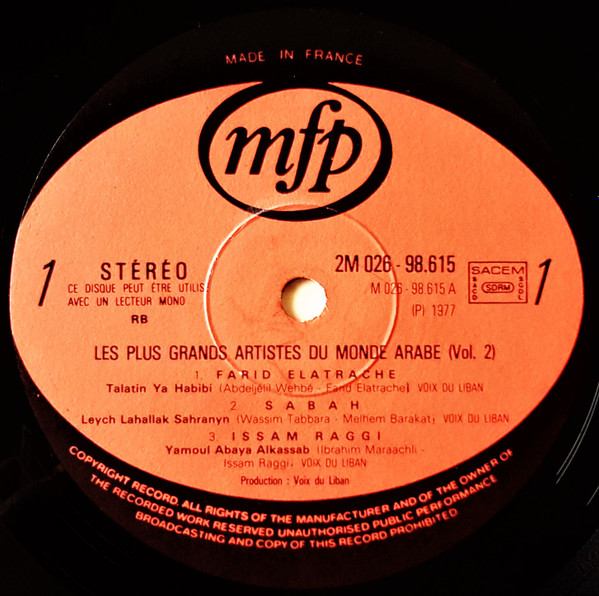 MADE IN FRANCE
mfp
1
STÉRÉO
CE DISQUE PEUT ÊTRE UTILIS
AVEC UN LECTEUR MONO
RB
2M 026 - 98.615
M 026 - 98.615 A
(P) 1977
SACEM
SACD
SDRM
SGDL
1
LES PLUS GRANDS ARTISTES DU MONDE ARABE (Vol. 2)
1. FARID ELATRACHE
Talatin Ya Habibi (Abdeljélil Wehbé - Farid Elatrache) VOIX DU LIBAN
2. SABAH
Leych Lahallak Sahranyn (Wassim Tabbara - Melhem Barakat) VOIX DU LIBAN
3. ISSAM RAGGI
Yamoul Abaya Alkassab (Ibrahim Maraachli -
Issam Raggi) VOIX DU LIBAN
Production : Voix du Liban
COPYRIGHT RECORD. ALL RIGHTS OF THE MANUFACTURER AND OF THE OWNER OF
THE RECORDED WORK RESERVED UNAUTHORISED PUBLIC PERFORMANCE
BROADCASTING AND COPY OF THIS RECORD PROHIBITED